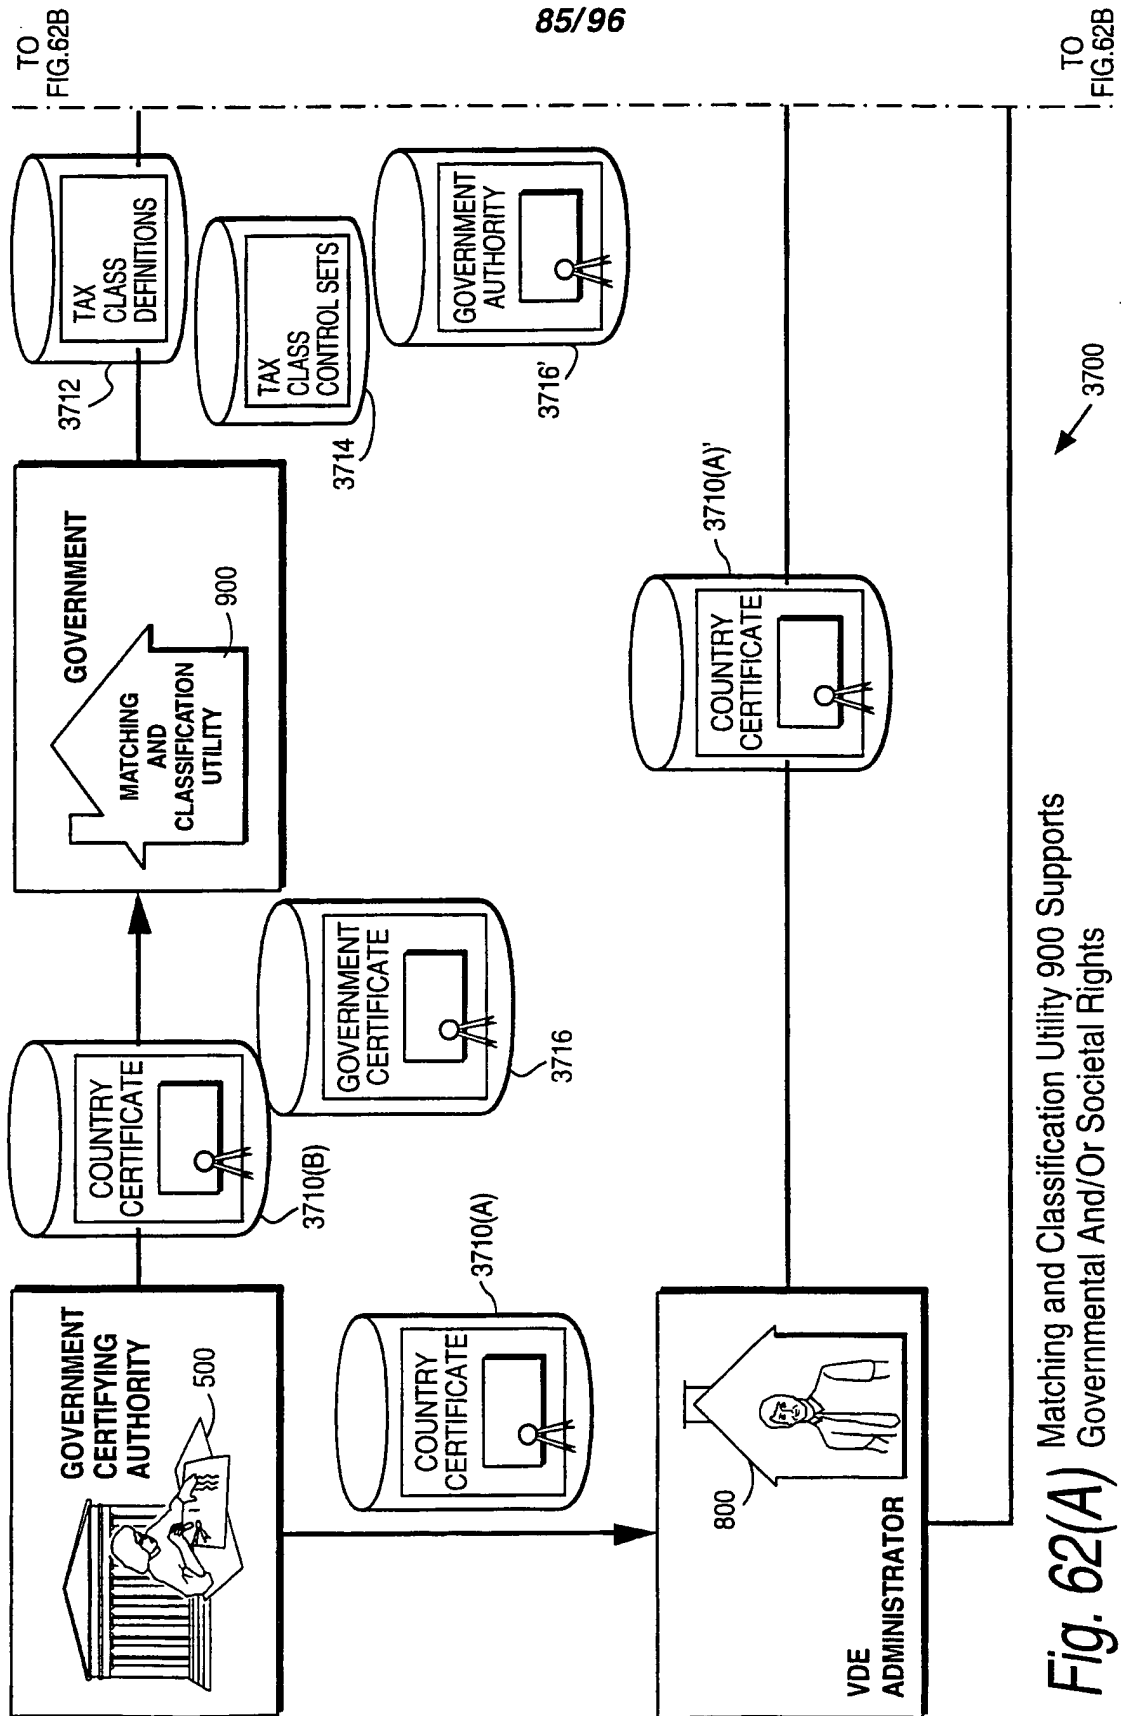 85/96
TO
FIG.62B
GOVERNMENT
CERTIFYING
AUTHORITY
500
COUNTRY
CERTIFICATE
3710(B)
GOVERNMENT
CERTIFICATE
3716
GOVERNMENT
MATCHING
AND
CLASSIFICATION
UTILITY
900
TAX
CLASS
DEFINITIONS
3712
TAX
CLASS
CONTROL SETS
3714
GOVERNMENT
AUTHORITY
3716'
COUNTRY
CERTIFICATE
3710(A)
COUNTRY
CERTIFICATE
3710(A)'
800
VDE
ADMINISTRATOR
3700
TO
FIG.62B
Fig. 62(A) Matching and Classification Utility 900 Supports
Governmental And/Or Societal Rights